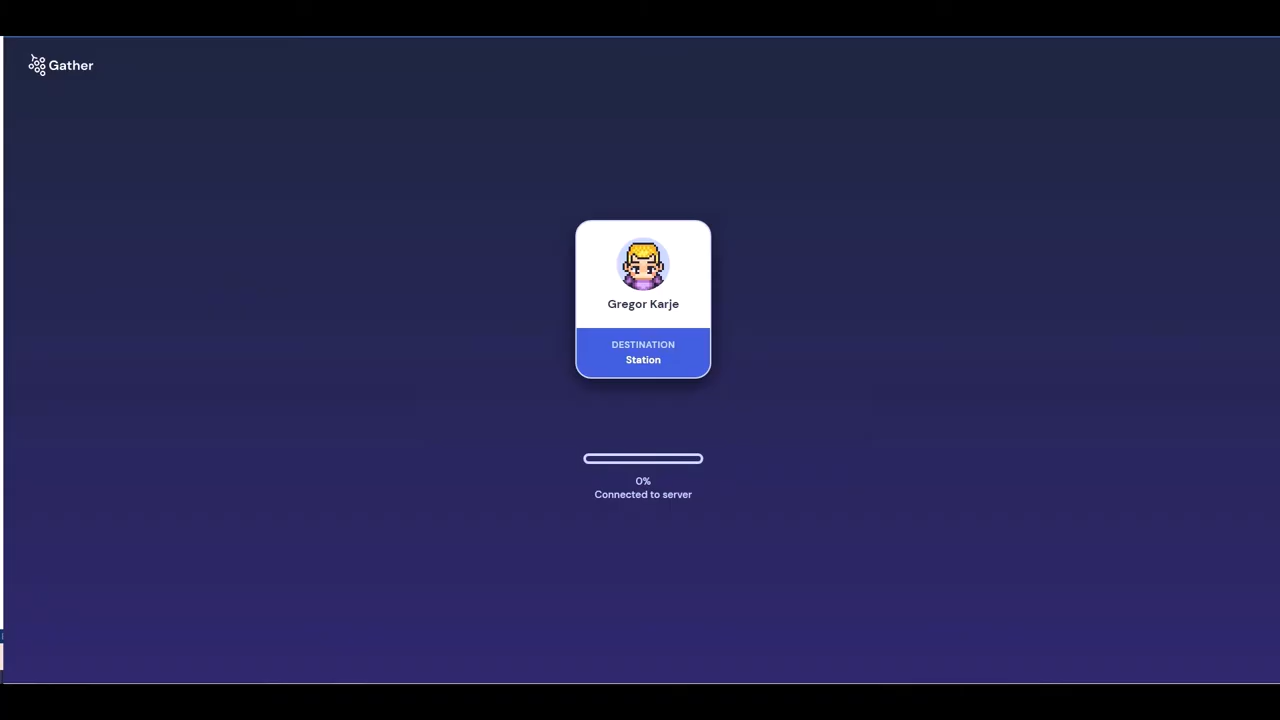 Gather
Gregor Karje
DESTINATION
Station
0%
Connected to server